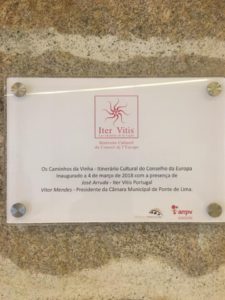 Iter Vitis
Itinéraire Culturel
du Conseil de l'Europe
Os Caminhos da Vinha - Itinerário Cultural do Conselho da Europa
inaugurado a 4 de março de 2018 com a presença de
José Arruda - Iter Vitis Portugal
Vítor Mendes - Presidente da Câmara Municipal de Ponte de Lima.
ampv